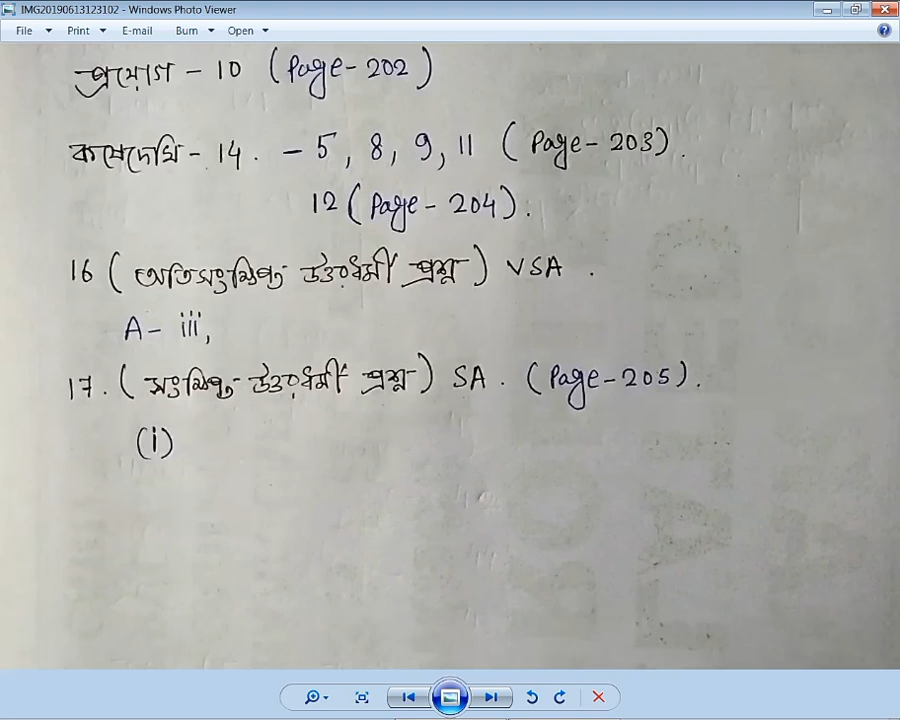 IMG20190613123102 - Windows Photo Viewer
File Print E-mail Burn Open
প্রয়োগ - 10 (Page-202)
কষেদেখি - 14. - 5, 8, 9, 11 (Page-203).
12 (Page-204).
16 (অতিসংক্ষিপ্ত উত্তরধর্মী প্রশ্ন) VSA.
A- iii,
17. (সংক্ষিপ্ত উত্তরধর্মী প্রশ্ন) SA. (Page-205).
(i)